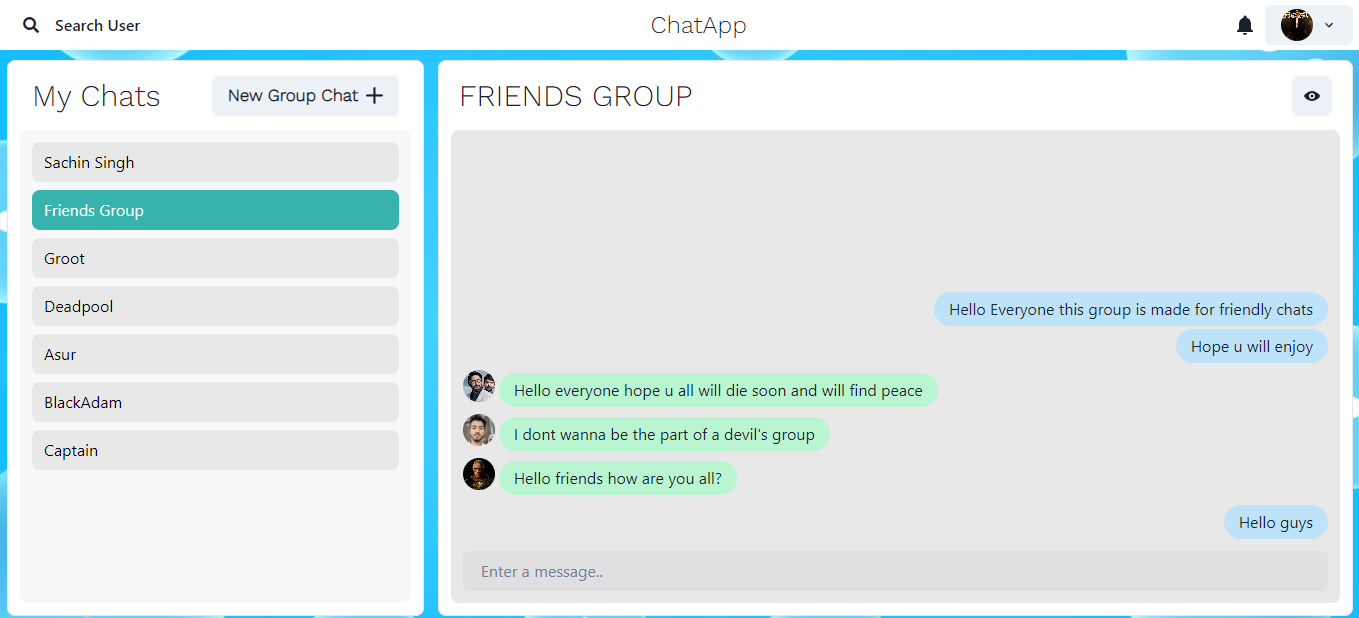 Search User
ChatApp
My Chats
New Group Chat
Sachin Singh
Friends Group
Groot
Deadpool
Asur
BlackAdam
Captain
FRIENDS GROUP
Hello Everyone this group is made for friendly chats
Hope u will enjoy
Hello everyone hope u all will die soon and will find peace
I dont wanna be the part of a devil's group
Hello friends how are you all?
Hello guys
Enter a message..